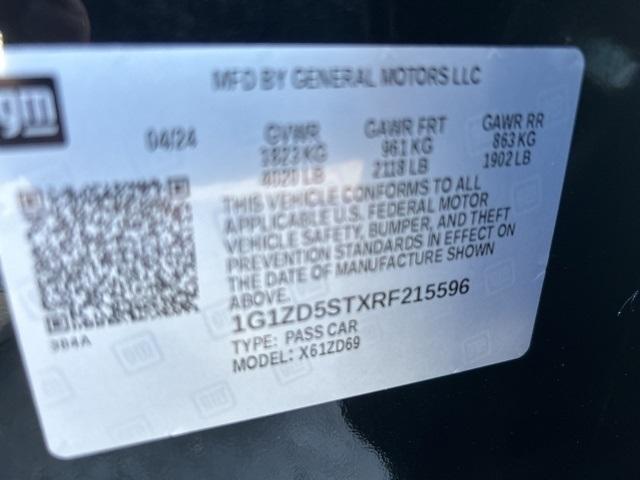 MFD BY GENERAL MOTORS LLC
gm
04/24 GVWR GAWR FRT GAWR RR
1823 KG 961 KG 863 KG
4020 LB 2118 LB 1902 LB
THIS VEHICLE CONFORMS TO ALL
APPLICABLE U.S. FEDERAL MOTOR
VEHICLE SAFETY, BUMPER, AND THEFT
PREVENTION STANDARDS IN EFFECT ON
THE DATE OF MANUFACTURE SHOWN
ABOVE.
1G1ZD5STXRF215596
TYPE: PASS CAR
MODEL: X61ZD69